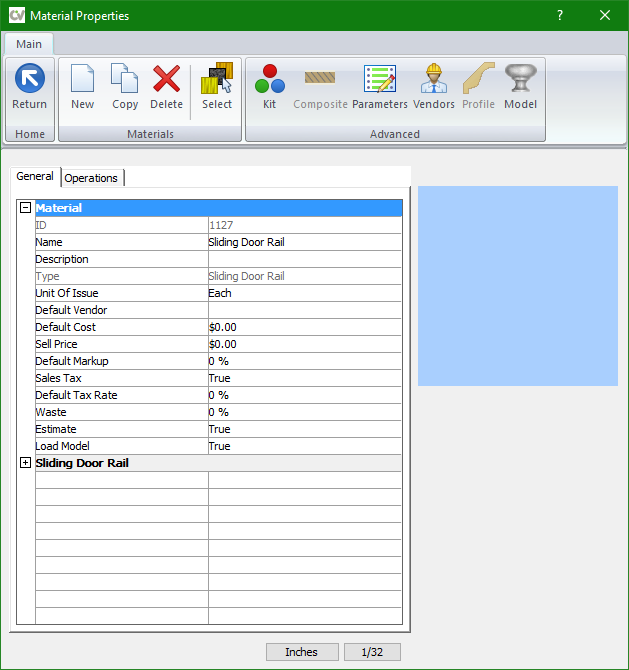 CV Material Properties ?
Main
Return New Copy Delete Select Kit Composite Parameters Vendors Profile Model
Home Materials Advanced
General Operations
Material
ID 1127
Name Sliding Door Rail
Description
Type Sliding Door Rail
Unit Of Issue Each
Default Vendor
Default Cost $0.00
Sell Price $0.00
Default Markup 0 %
Sales Tax True
Default Tax Rate 0 %
Waste 0 %
Estimate True
Load Model True
Sliding Door Rail
Inches 1/32